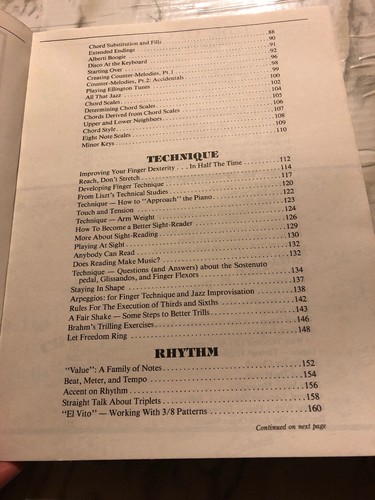 Chord Substitution and Fills 88
Extended Endings 90
Alberti Boogie 91
Disco At the Keyboard 92
Starting Over 96
Creating Counter-Melodies, Pt. 1 98
Counter-Melodies, Pt. 2: Accidentals 99
Playing Ellington Tunes 100
All That Jazz 102
Chord Scales 104
Determining Chord Scales 105
Chords Derived from Chord Scales 106
Upper and Lower Neighbors 107
Chord Style 108
Eight Note Scales 109
Minor Keys 110
TECHNIQUE
Improving Your Finger Dexterity . . . In Half The Time 112
Reach, Don't Stretch 114
Developing Finger Technique 117
From Liszt's Technical Studies 120
Technique — How to "Approach" the Piano 122
Touch and Tension 123
Technique — Arm Weight 124
How To Become a Better Sight-Reader 126
More About Sight-Reading 129
Playing At Sight 130
Anybody Can Read 132
Does Reading Make Music? 132
Technique — Questions (and Answers) about the Sostenuto
pedal, Glissandos, and Finger Flexors 134
Staying In Shape 137
Arpeggios: for Finger Technique and Jazz Improvisation 138
Rules For The Execution of Thirds and Sixths 142
A Fair Shake — Some Steps to Better Trills 143
Brahm's Trilling Exercises 146
Let Freedom Ring 148
RHYTHM
"Value": A Family of Notes 152
Beat, Meter, and Tempo 154
Accent on Rhythm 156
Straight Talk About Triplets 158
"El Vito" — Working With 3/8 Patterns 160
Continued on next page